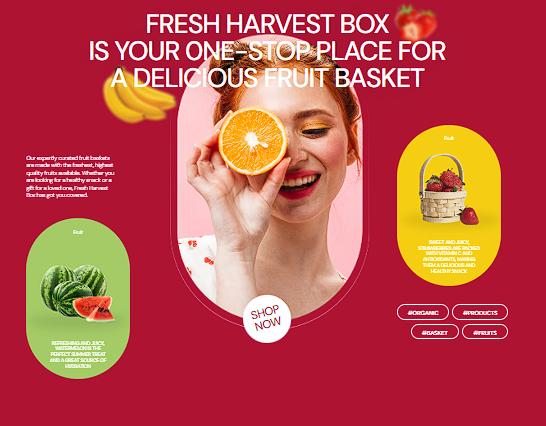 FRESH HARVEST BOX
IS YOUR ONE-STOP PLACE FOR
A DELICIOUS FRUIT BASKET
Our expertly curated fruit baskets
are made with the freshest, highest
quality fruits available. Whether you
are looking for a healthy snack or a
gift for a loved one, Fresh Harvest
Box has got you covered.
Fruit
SWEET AND JUICY,
STRAWBERRIES ARE PACKED
WITH VITAMIN C AND
ANTIOXIDANTS, MAKING
THEM A DELICIOUS AND
HEALTHY SNACK
Fruit
REFRESHING AND JUICY,
WATERMELON IS THE
PERFECT SUMMER TREAT
AND A GREAT SOURCE OF
HYDRATION
SHOP
NOW
#ORGANIC
#PRODUCTS
#BASKET
#FRUITS